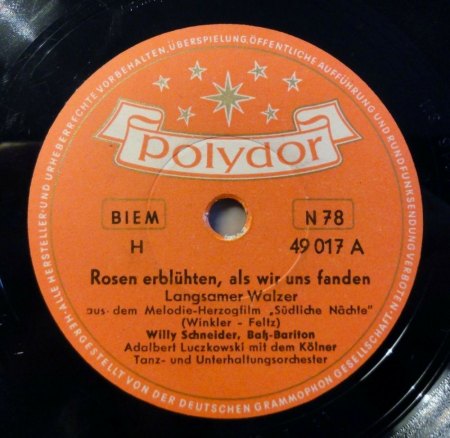 ALLE HERSTELLER- UND URHEBERRECHTE VORBEHALTEN, ÜBERSPIELUNG, ÖFFENTLICHE AUFFÜHRUNG UND RUNDFUNKSENDUNG VERBOTEN
polydor
BIEM
N 78
H
49 017 A
Rosen erblühten, als wir uns fanden
Langsamer Walzer
aus dem Melodie-Herzogfilm „Südliche Nächte"
(Winkler - Feltz)
Willy Schneider, Baß-Bariton
Adalbert Luczkowski mit dem Kölner
Tanz- und Unterhaltungsorchester
HERGESTELLT VON DER DEUTSCHEN GRAMMOPHON GESELLSCHAFT